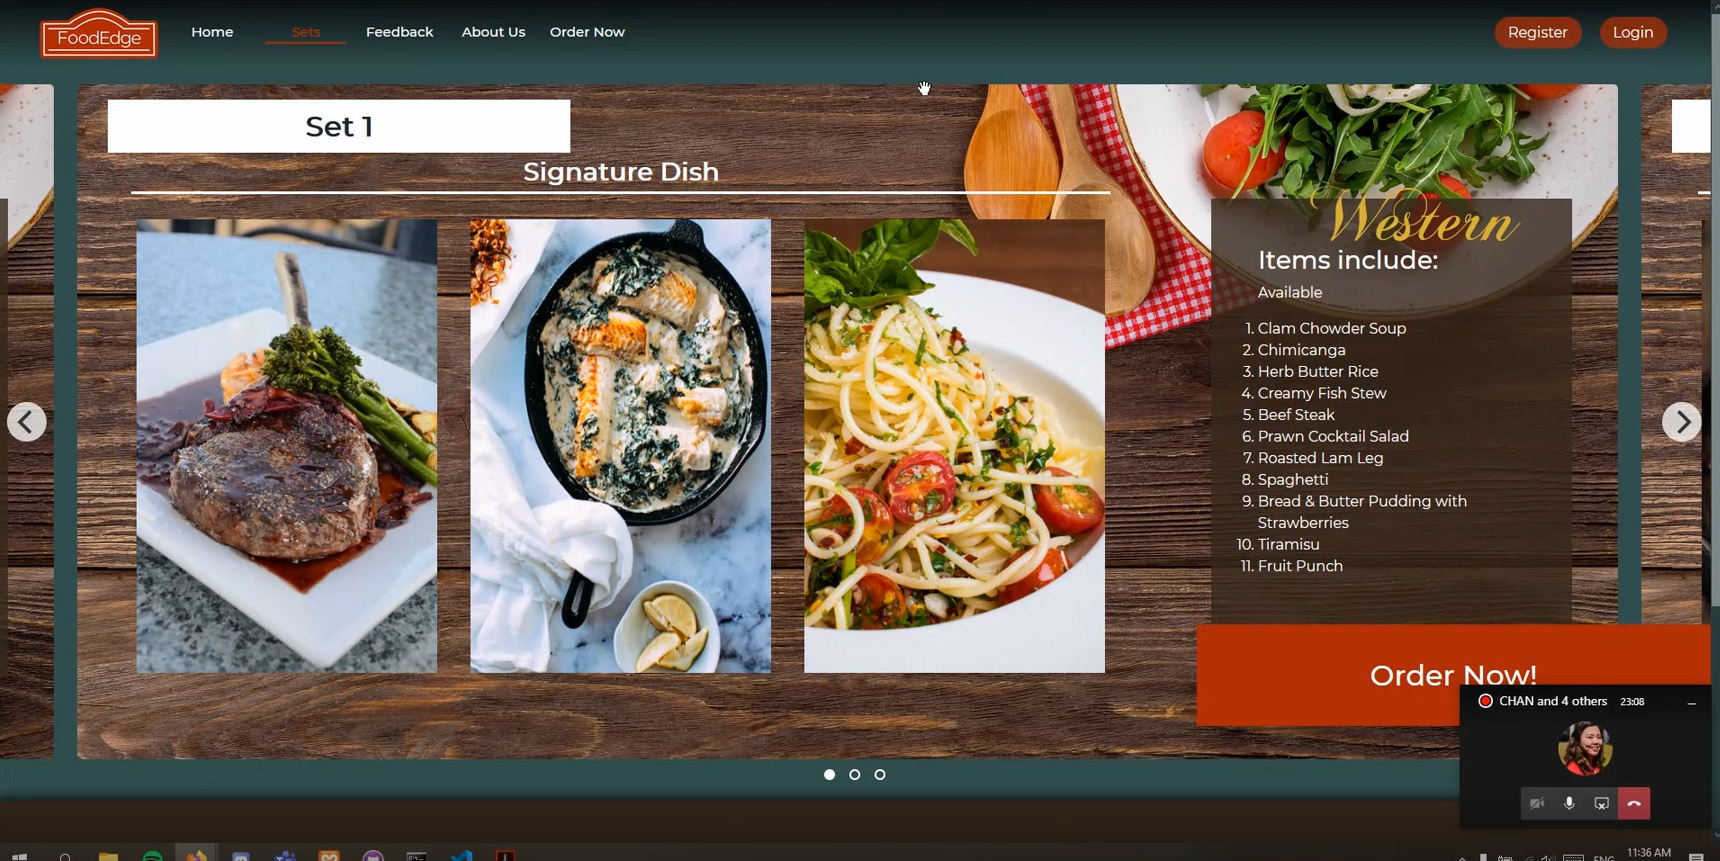 FoodEdge
Home
Sets
Feedback
About Us
Order Now
Register
Login
Set 1
Signature Dish
Western
Items include:
Available
1. Clam Chowder Soup
2. Chimicanga
3. Herb Butter Rice
4. Creamy Fish Stew
5. Beef Steak
6. Prawn Cocktail Salad
7. Roasted Lam Leg
8. Spaghetti
9. Bread & Butter Pudding with
Strawberries
10. Tiramisu
11. Fruit Punch
Order Now!
CHAN and 4 others 23:08
ENG
11:36 AM